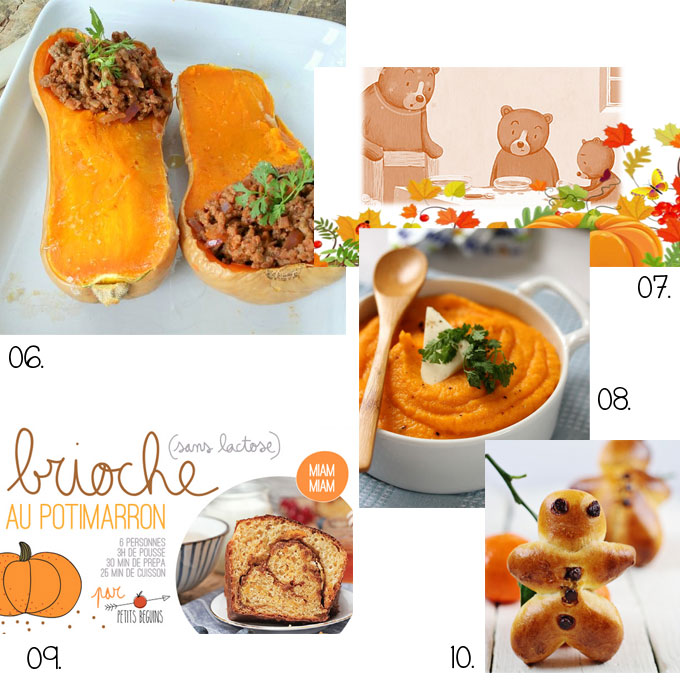 06.
07.
08.
brioche (sans lactose)
AU POTIMARRON
MIAM
MIAM
6 PERSONNES
3H DE POUSSE
30 MIN DE PREPA
25 MIN DE CUISSON
par
PETITS BEGUINS
09.
10.